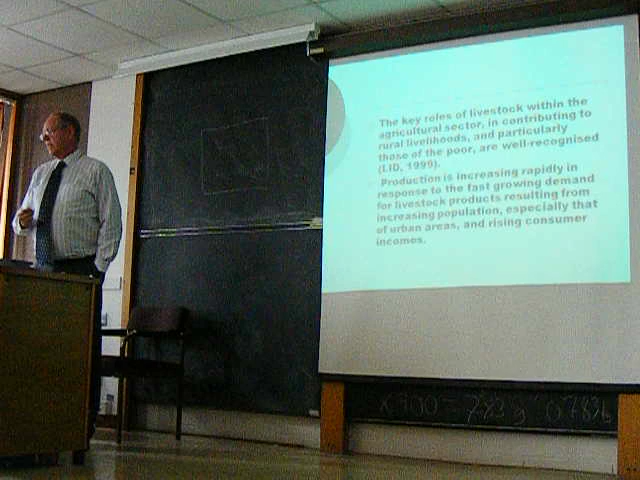 The key roles of livestock within the
agricultural sector, in contributing to
rural livelihoods, and particularly
those of the poor, are well-recognised
(LID, 1999).
Production is increasing rapidly in
response to the fast growing demand
for livestock products resulting from
increasing population, especially that
of urban areas, and rising consumer
incomes.